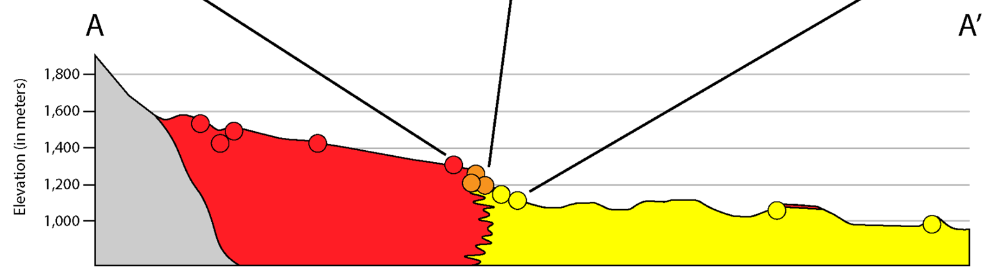 A
A′
1,800
1,600
1,400
1,200
1,000
Elevation (in meters)